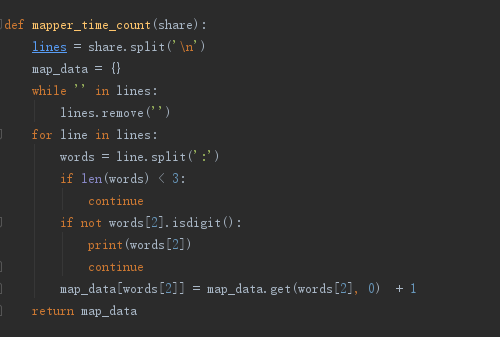 def mapper_time_count(share):
    lines = share.split('\n')
    map_data = {}
    while '' in lines:
        lines.remove('')
    for line in lines:
        words = line.split(':')
        if len(words) < 3:
            continue
        if not words[2].isdigit():
            print(words[2])
            continue
        map_data[words[2]] = map_data.get(words[2], 0)  + 1
    return map_data